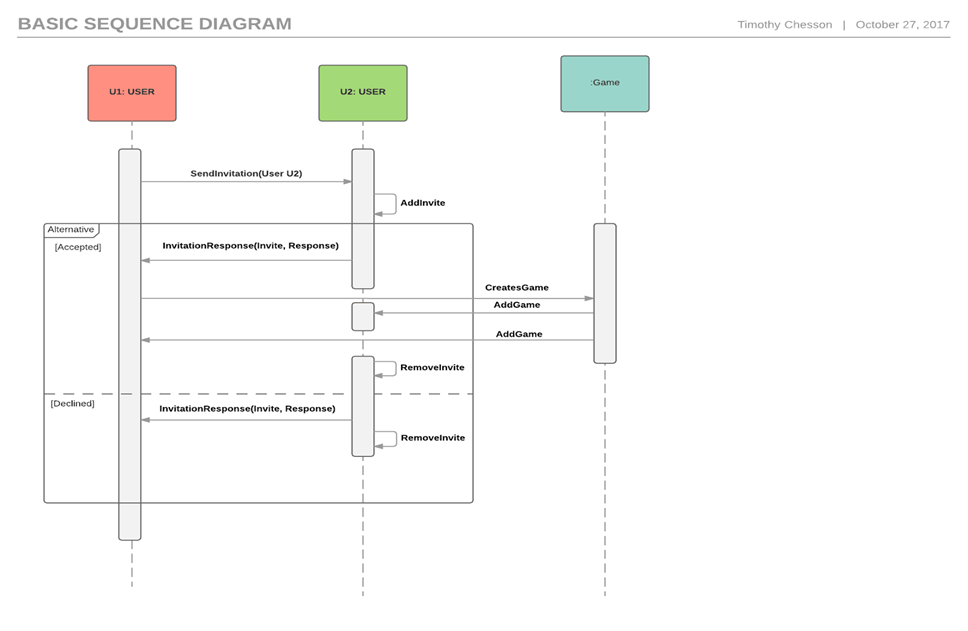 BASIC SEQUENCE DIAGRAM
Timothy Chesson | October 27, 2017
U1: USER
U2: USER
:Game
SendInvitation(User U2)
AddInvite
Alternative
[Accepted]
InvitationResponse(Invite, Response)
CreatesGame
AddGame
AddGame
RemoveInvite
[Declined]
InvitationResponse(Invite, Response)
RemoveInvite